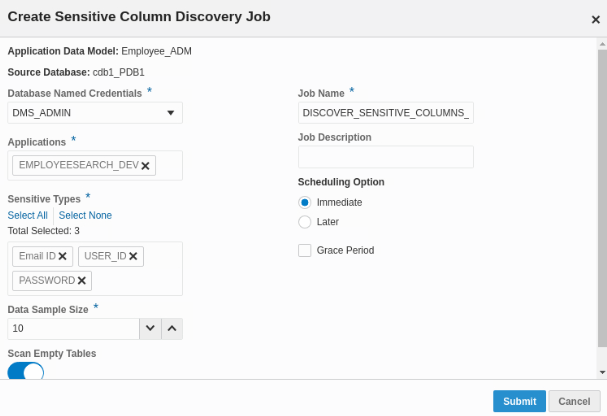 Create Sensitive Column Discovery Job
Application Data Model: Employee_ADM
Source Database: cdb1_PDB1
Database Named Credentials *
DMS_ADMIN
Applications *
EMPLOYEESEARCH_DEV
Sensitive Types *
Select All Select None
Total Selected: 3
Email ID USER_ID
PASSWORD
Data Sample Size *
10
Scan Empty Tables
Job Name *
DISCOVER_SENSITIVE_COLUMNS_
Job Description
Scheduling Option
Immediate
Later
Grace Period
Submit Cancel